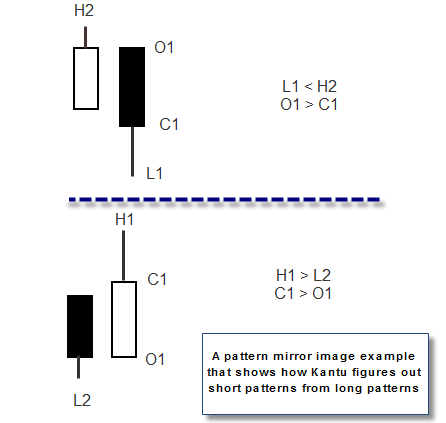 H2
O1
L1 < H2
O1 > C1
C1
L1
H1
H1 > L2
C1 > O1
C1
O1
L2
A pattern mirror image example
that shows how Kantu figures out
short patterns from long patterns